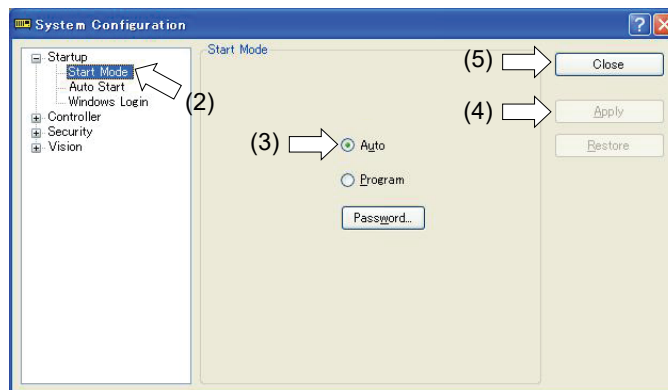 System Configuration
Startup
Start Mode
Auto Start
Windows Login
Controller
Security
Vision
(2)
Start Mode
(3)
Auto
Program
Password...
(5)
Close
(4)
Apply
Restore